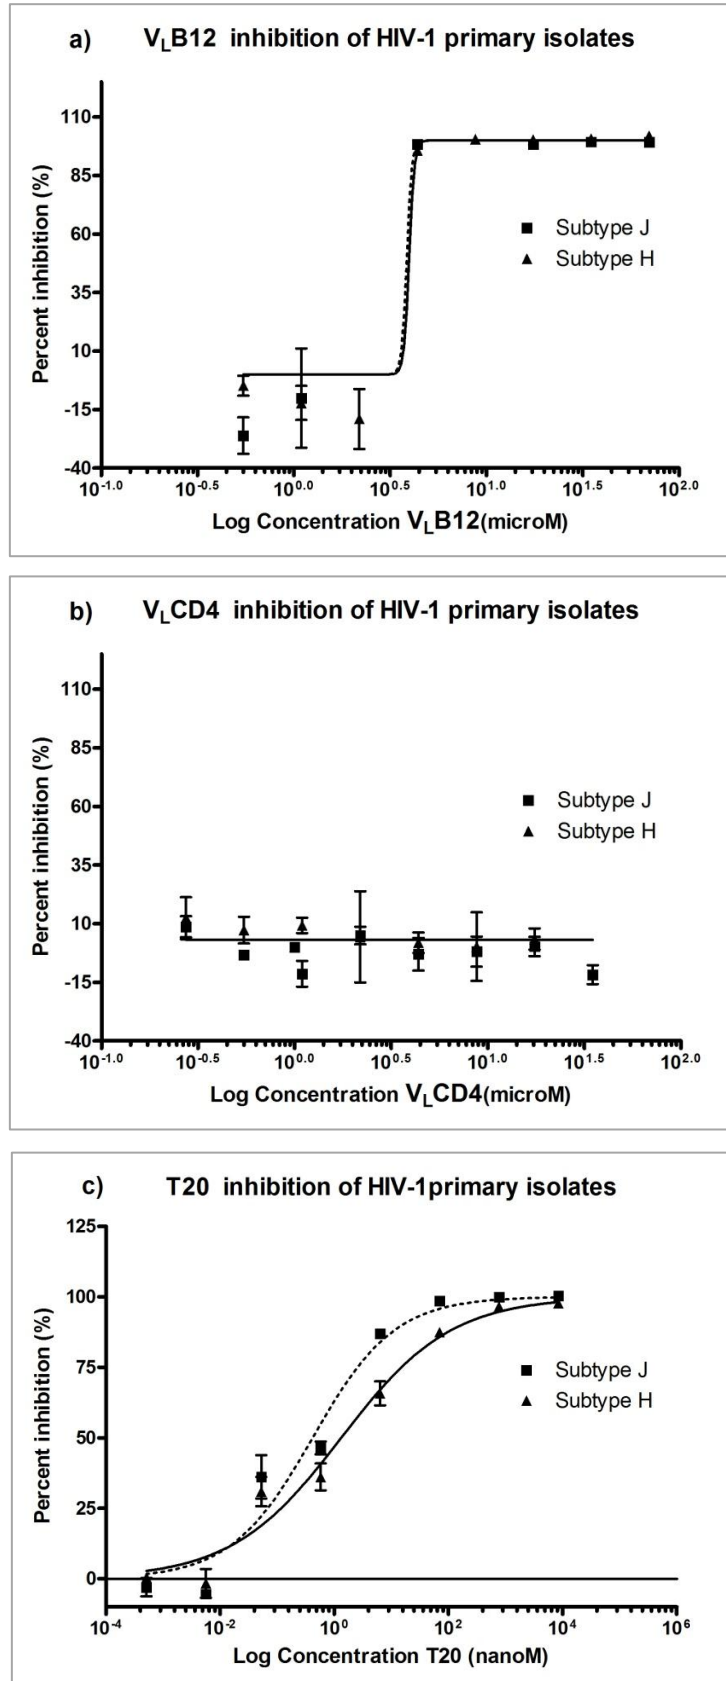 a) VLB12 inhibition of HIV-1 primary isolates
110
85
60
35
10
-15
-40
Percent inhibition (%)
Subtype J
Subtype H
10-1.0 10-0.5 100.0 100.5 101.0 101.5 102.0
Log Concentration VLB12(microM)
b) VLCD4 inhibition of HIV-1 primary isolates
110
85
60
35
10
-15
-40
Percent inhibition (%)
Subtype J
Subtype H
10-1.0 10-0.5 100.0 100.5 101.0 101.5 102.0
Log Concentration VLCD4(microM)
c) T20 inhibition of HIV-1primary isolates
125
100
75
50
25
0
Percent inhibition (%)
Subtype J
Subtype H
10-4 10-2 100 102 104 106
Log Concentration T20 (nanoM)